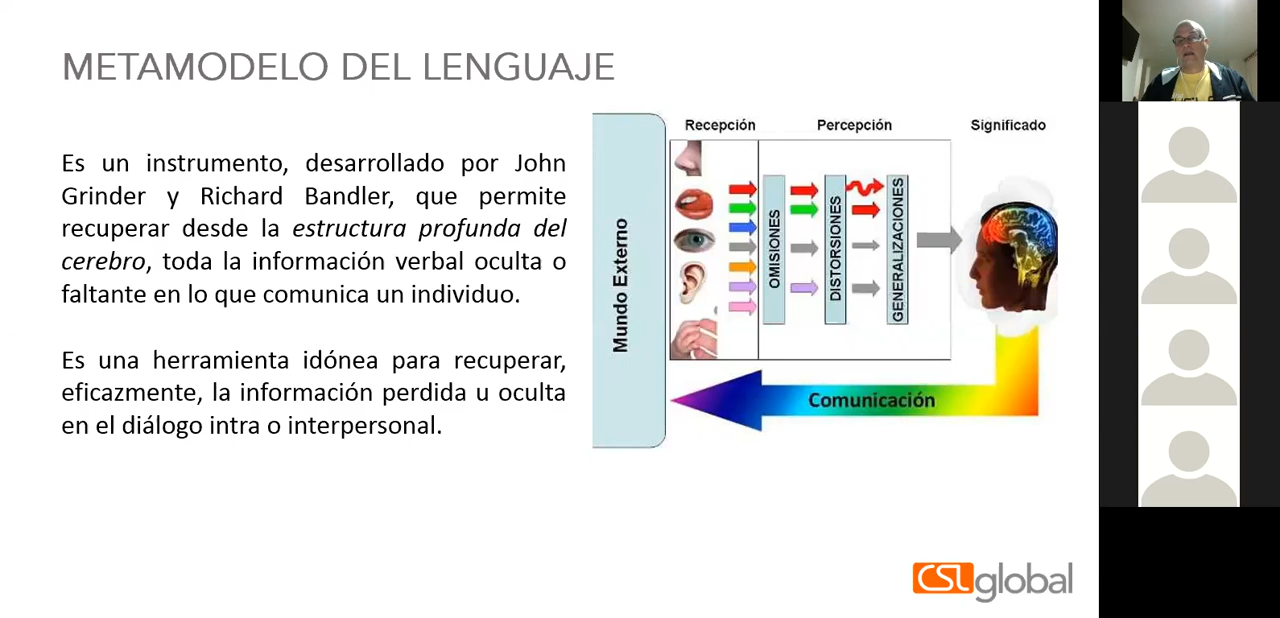 METAMODELO DEL LENGUAJE
Es un instrumento, desarrollado por John
Grinder y Richard Bandler, que permite
recuperar desde la estructura profunda del
cerebro, toda la información verbal oculta o
faltante en lo que comunica un individuo.
Es una herramienta idónea para recuperar,
eficazmente, la información perdida u oculta
en el diálogo intra o interpersonal.
Mundo Externo
Recepción
Percepción
Significado
OMISIONES
DISTORSIONES
GENERALIZACIONES
Comunicación
CSL global